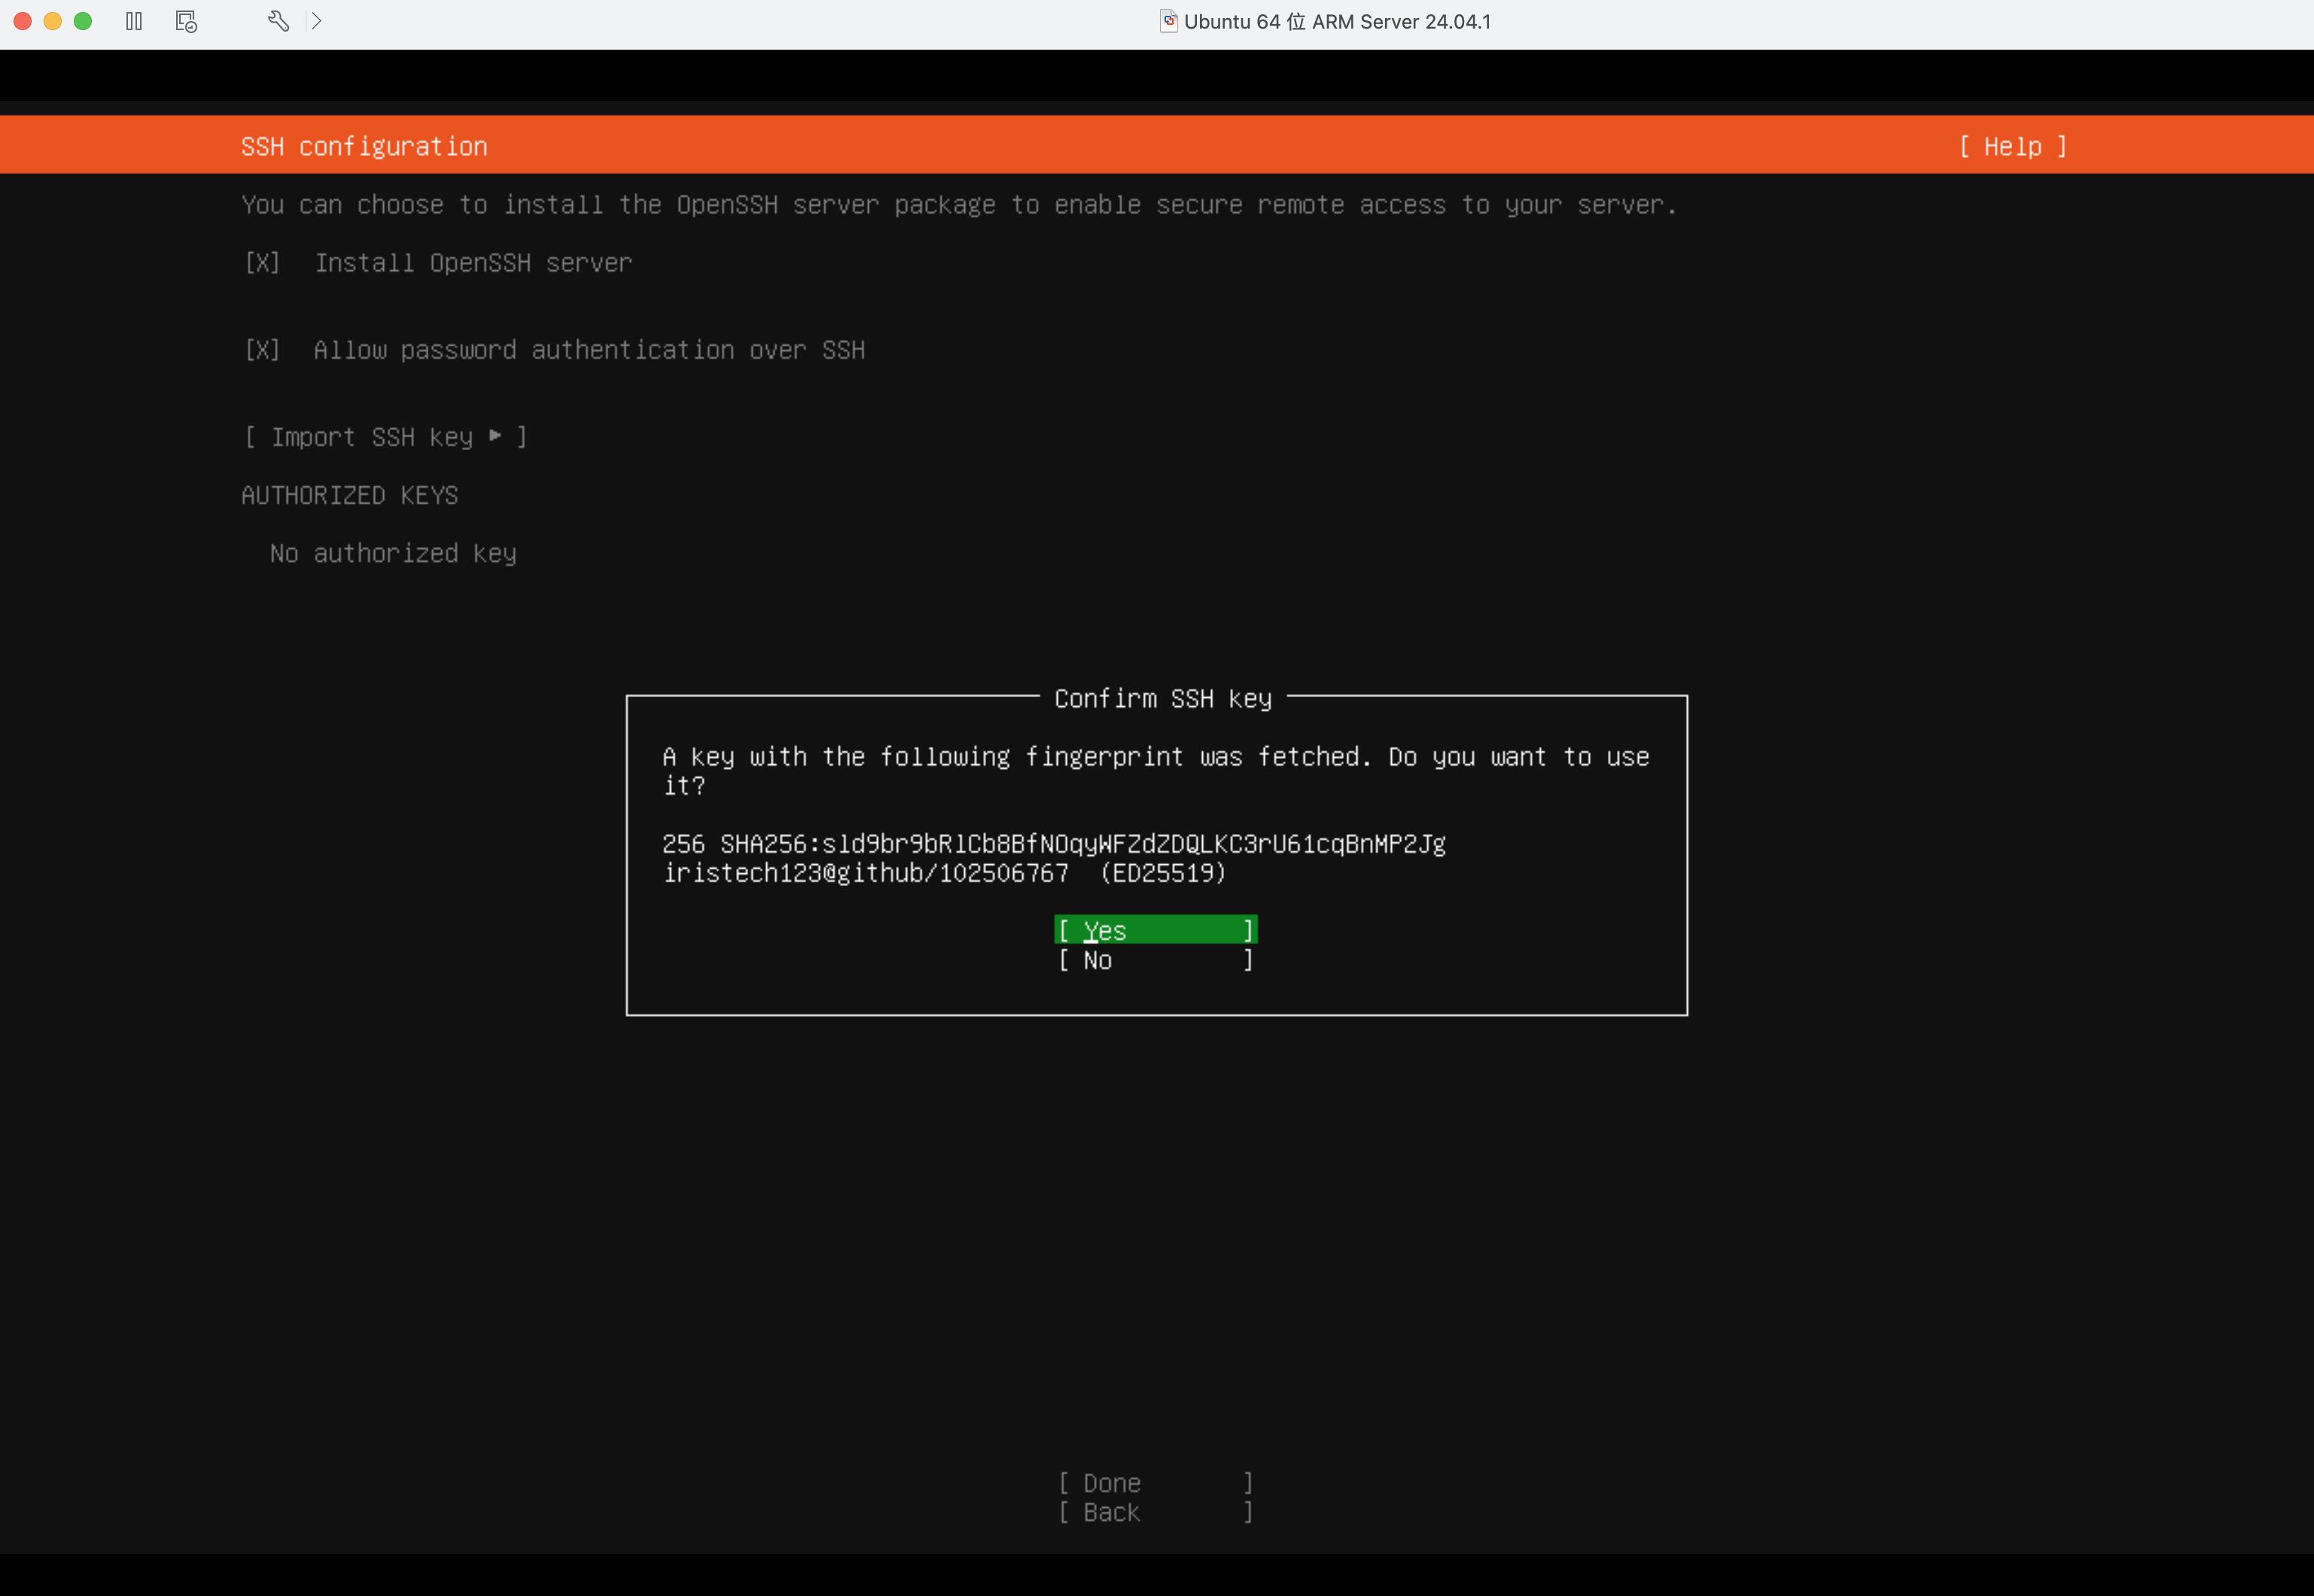 Ubuntu 64 位 ARM Server 24.04.1
SSH configuration [ Help ]
You can choose to install the OpenSSH server package to enable secure remote access to your server.
[X] Install OpenSSH server
[X] Allow password authentication over SSH
[ Import SSH key ▸ ]
AUTHORIZED KEYS
No authorized key
Confirm SSH key
A key with the following fingerprint was fetched. Do you want to use
it?
256 SHA256:sld9br9bRlCb8BfNOqyWFZdZDQLKC3rU61cqBnMP2Jg
iristech123@github/102506767 (ED25519)
[ Yes ]
[ No ]
[ Done ]
[ Back ]